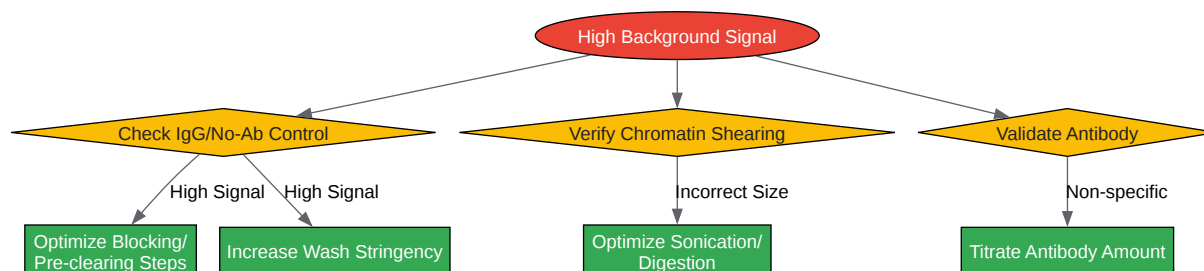 High Background Signal
Check IgG/No-Ab Control
Verify Chromatin Shearing
Validate Antibody
High Signal
High Signal
Incorrect Size
Non-specific
Optimize Blocking/
Pre-clearing Steps
Increase Wash Stringency
Optimize Sonication/
Digestion
Titrate Antibody Amount